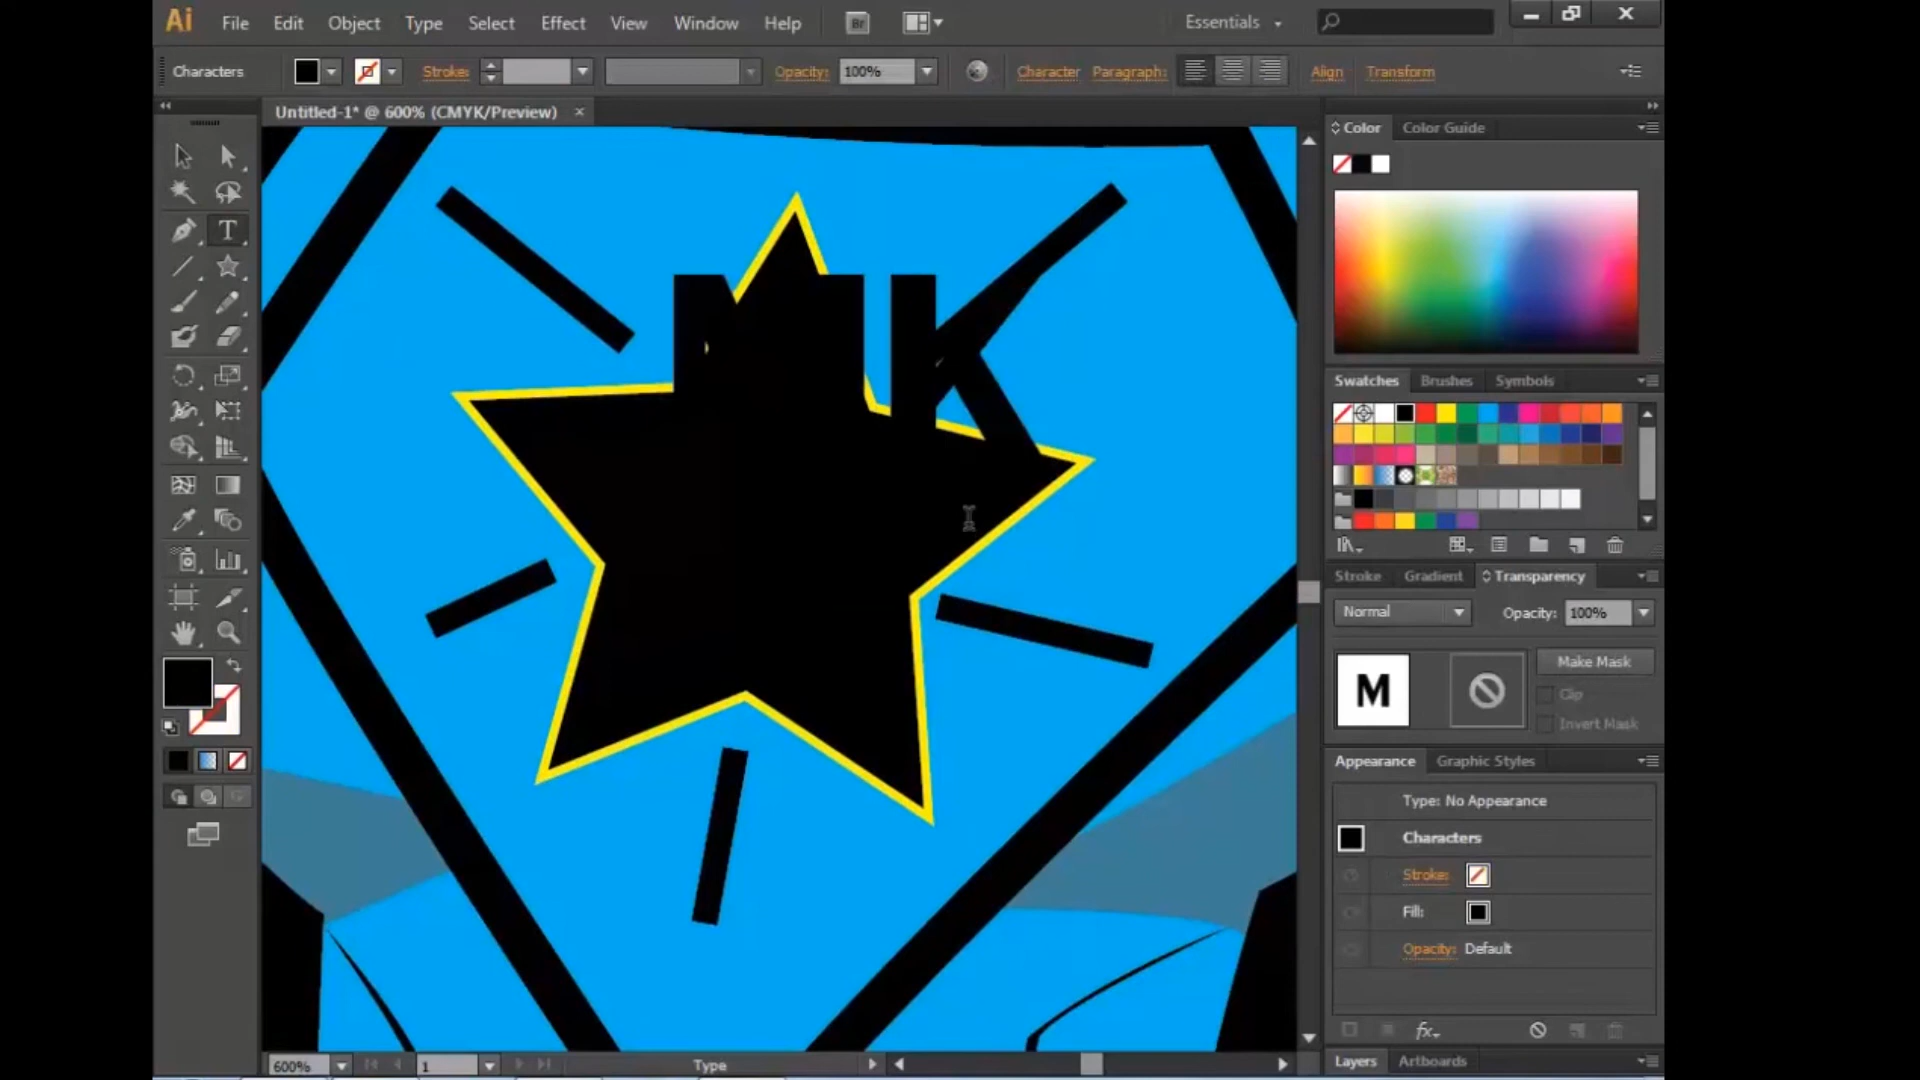 Ai File Edit Object Type Select Effect View Window Help Br Essentials
Characters Stroke: Opacity: 100% Character Paragraph: Align Transform
Untitled-1* @ 600% (CMYK/Preview)
Color Color Guide
MK
Swatches Brushes Symbols
Stroke Gradient Transparency
Normal Opacity: 100%
M
Make Mask
Clip
Invert Mask
Appearance Graphic Styles
Type: No Appearance
Characters
Stroke:
Fill:
Opacity: Default
fx
Layers Artboards
600% 1 Type
T